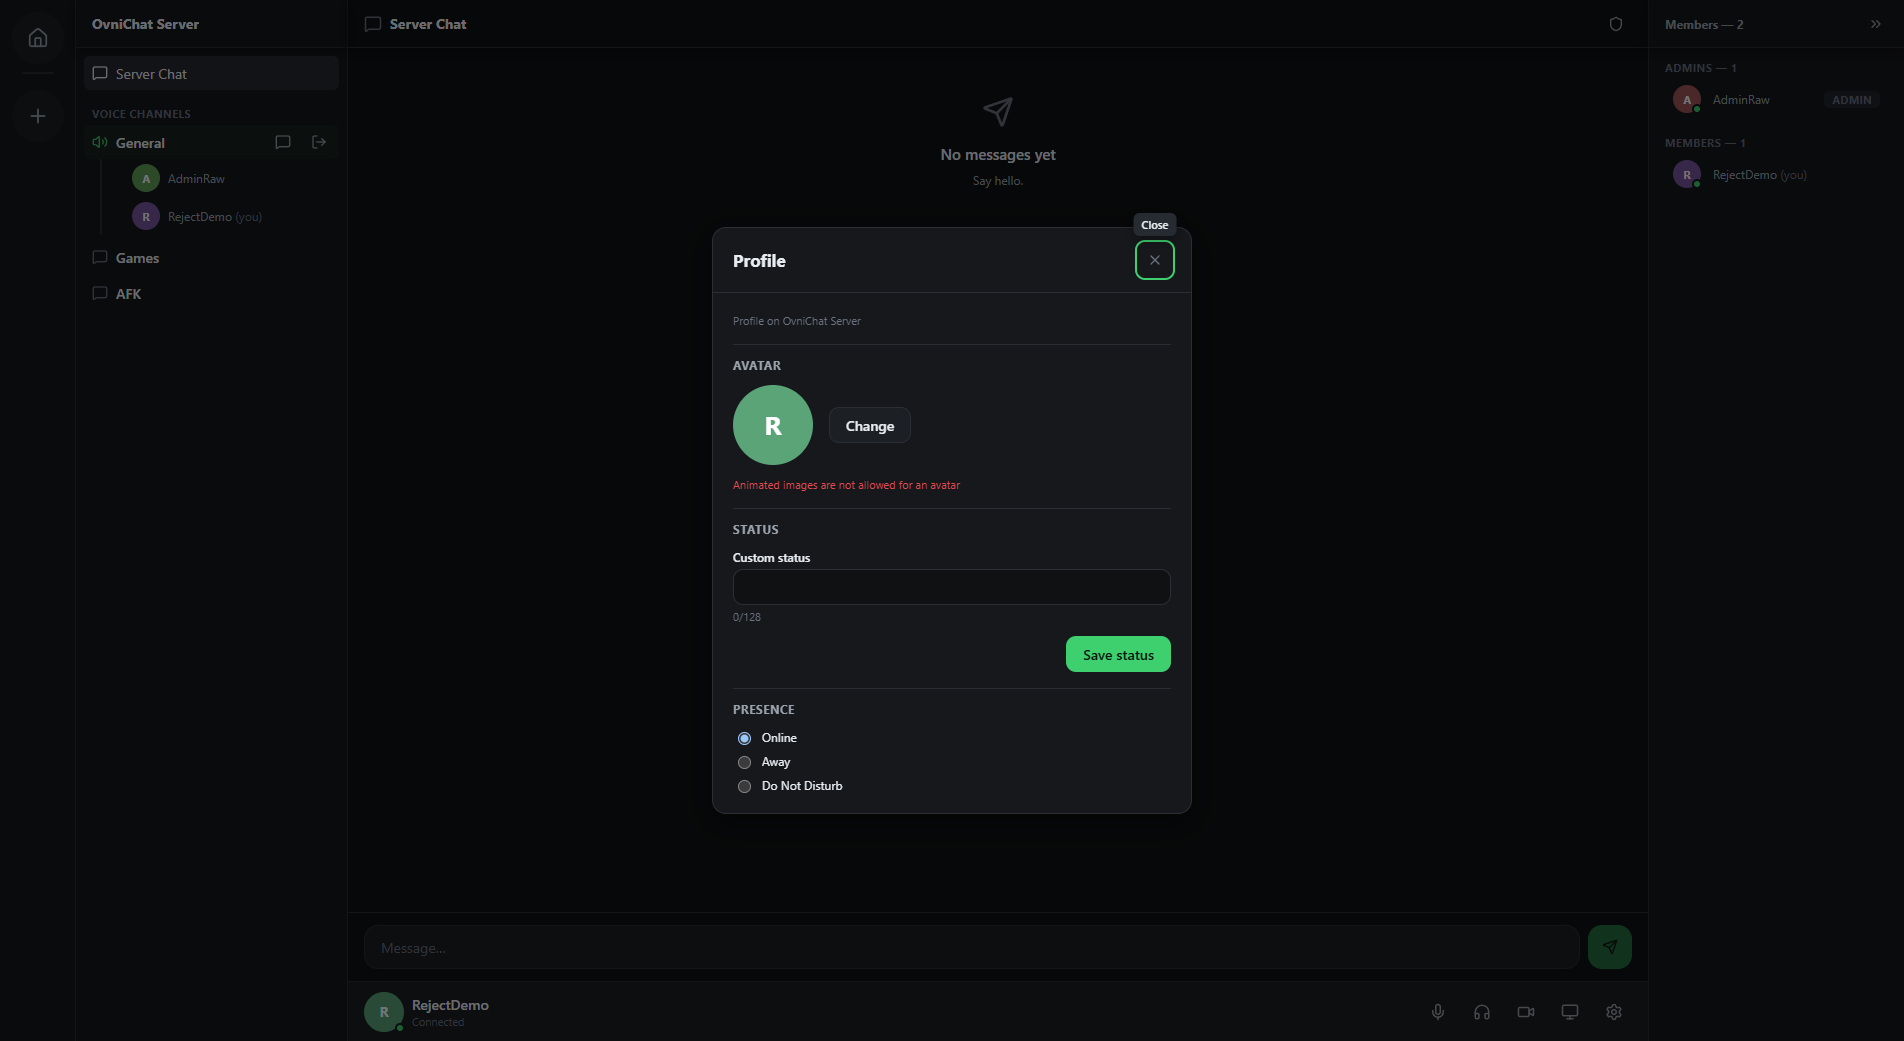 OvniChat Server
Server Chat
VOICE CHANNELS
General
A AdminRaw
R RejectDemo (you)
Games
AFK
Server Chat
No messages yet
Say hello.
Close
Profile
Profile on OvniChat Server
AVATAR
R
Change
Animated images are not allowed for an avatar
STATUS
Custom status
0/128
Save status
PRESENCE
Online
Away
Do Not Disturb
Message...
R RejectDemo
Connected
Members — 2
ADMINS — 1
A AdminRaw ADMIN
MEMBERS — 1
R RejectDemo (you)